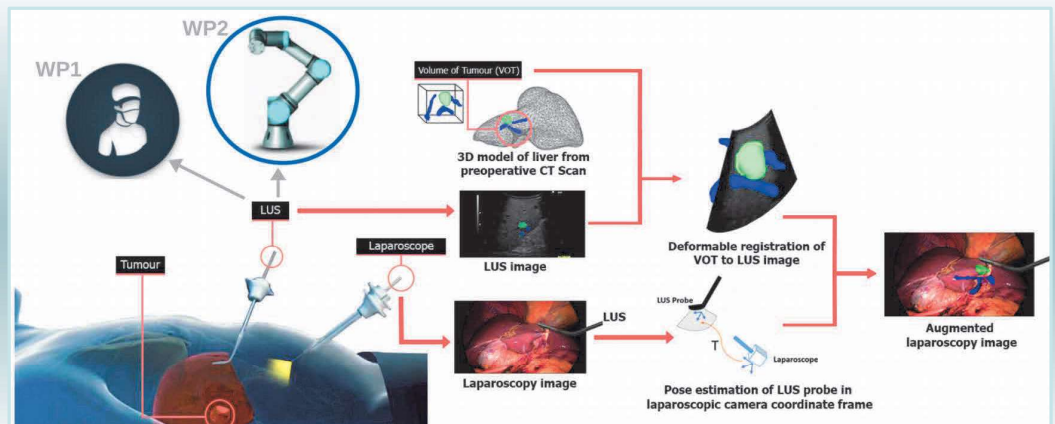 WP1
WP2
LUS
Tumour
Laparoscope
Volume of Tumour (VOT)
3D model of liver from
preoperative CT Scan
LUS image
LUS
Laparoscopy image
Deformable registration of
VOT to LUS image
LUS Probe
T
Laparoscope
Pose estimation of LUS probe in
laparoscopic camera coordinate frame
Augmented
laparoscopy image